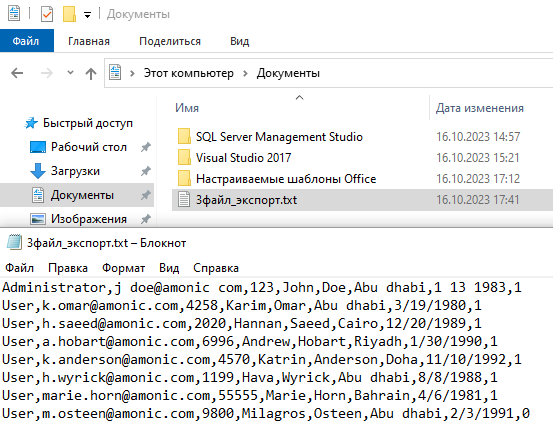 Документы
Файл
Главная
Поделиться
Вид
Этот компьютер
Документы
Быстрый доступ
Рабочий стол
Загрузки
Документы
Изображения
Имя
Дата изменения
SQL Server Management Studio
16.10.2023 14:57
Visual Studio 2017
16.10.2023 15:21
Настраиваемые шаблоны Office
16.10.2023 17:12
3файл_экспорт.txt
16.10.2023 17:41
3файл_экспорт.txt – Блокнот
Файл Правка Формат Вид Справка
Administrator,j doe@amonic com,123,John,Doe,Abu dhabi,1 13 1983,1
User,k.omar@amonic.com,4258,Karim,Omar,Abu dhabi,3/19/1980,1
User,h.saeed@amonic.com,2020,Hannan,Saeed,Cairo,12/20/1989,1
User,a.hobart@amonic.com,6996,Andrew,Hobart,Riyadh,1/30/1990,1
User,k.anderson@amonic.com,4570,Katrin,Anderson,Doha,11/10/1992,1
User,h.wyrick@amonic.com,1199,Hava,Wyrick,Abu dhabi,8/8/1988,1
User,marie.horn@amonic.com,55555,Marie,Horn,Bahrain,4/6/1981,1
User,m.osteen@amonic.com,9800,Milagros,Osteen,Abu dhabi,2/3/1991,0